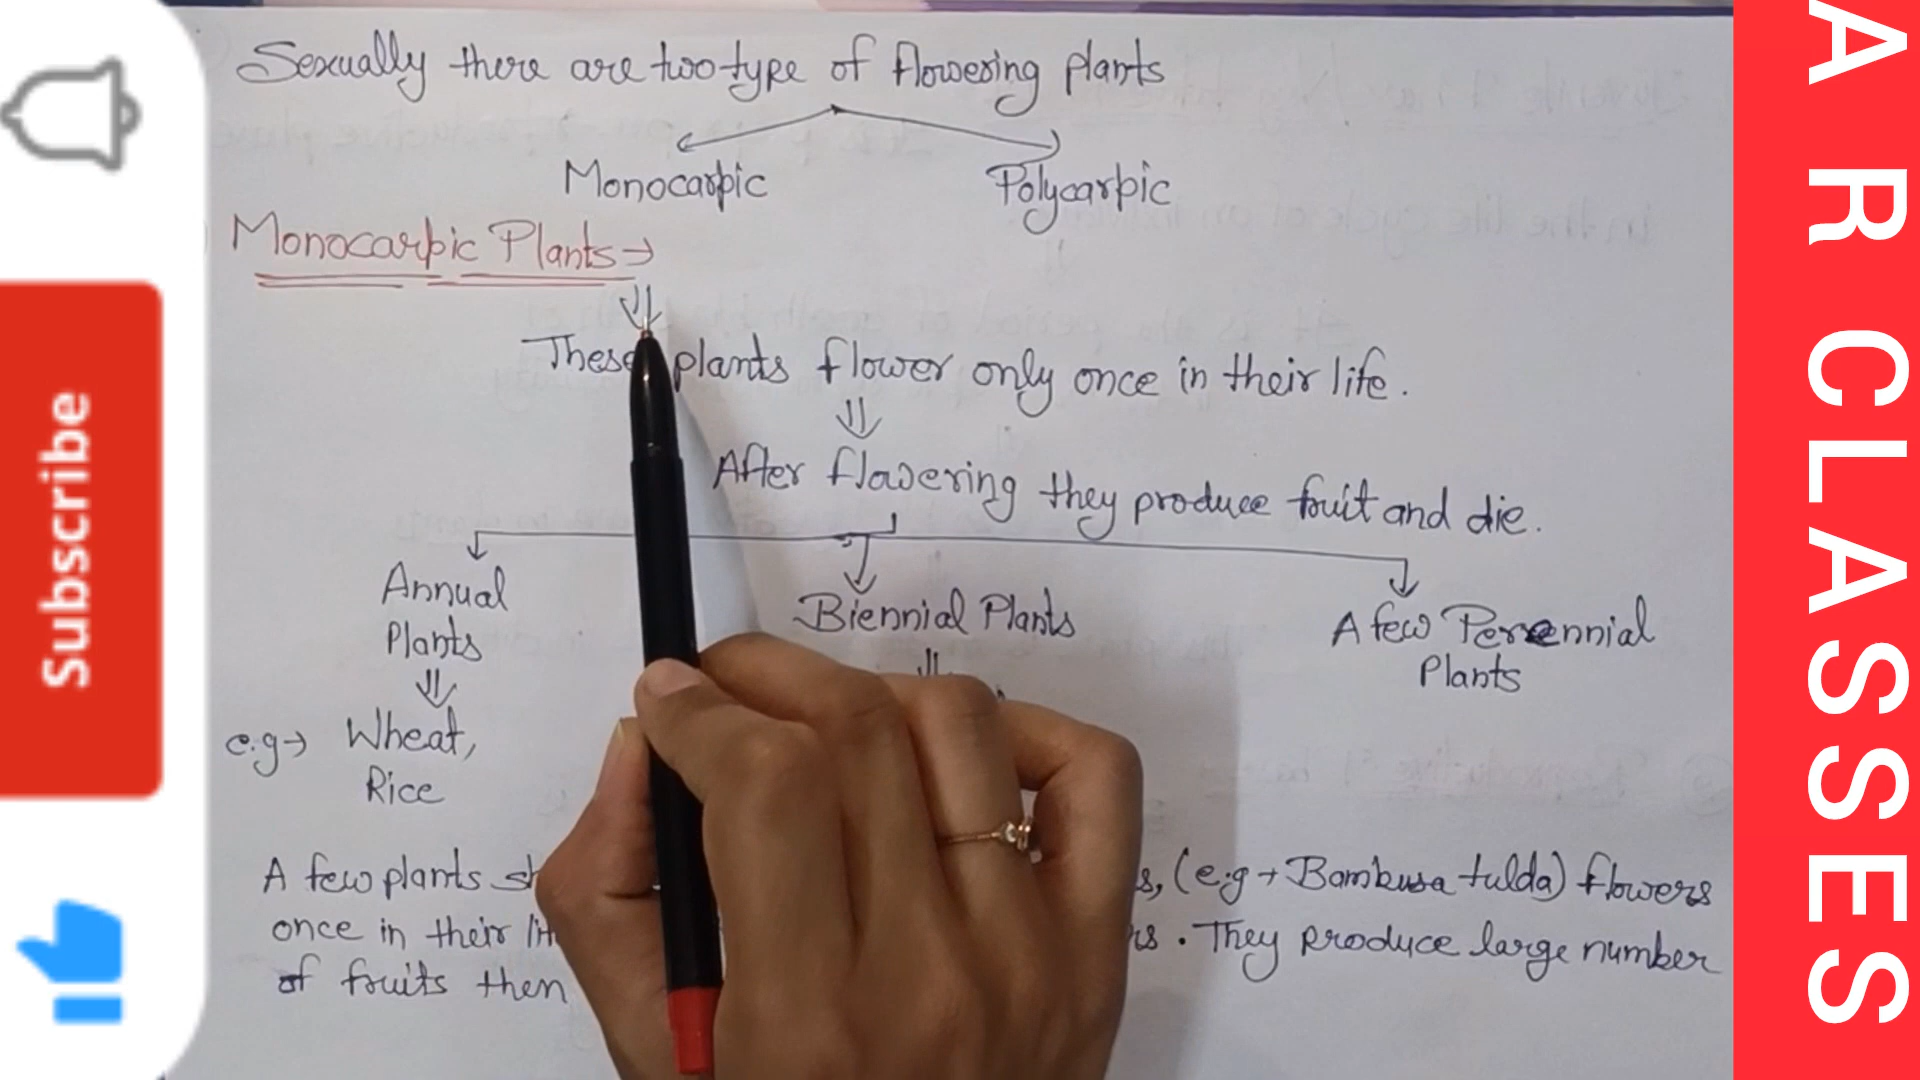 Sexually there are two type of flowering plants
Monocarpic Polycarpic
Monocarpic Plants→
These plants flower only once in their life.
After flowering they produce fruit and die.
Annual Plants
Biennial Plants
A few Perennial Plants
e.g→ Wheat,
Rice
A few plants (e.g→ Bambusa tulda) flowers
once in their . They produce large number
of fruits then
Subscribe
A R CLASSES